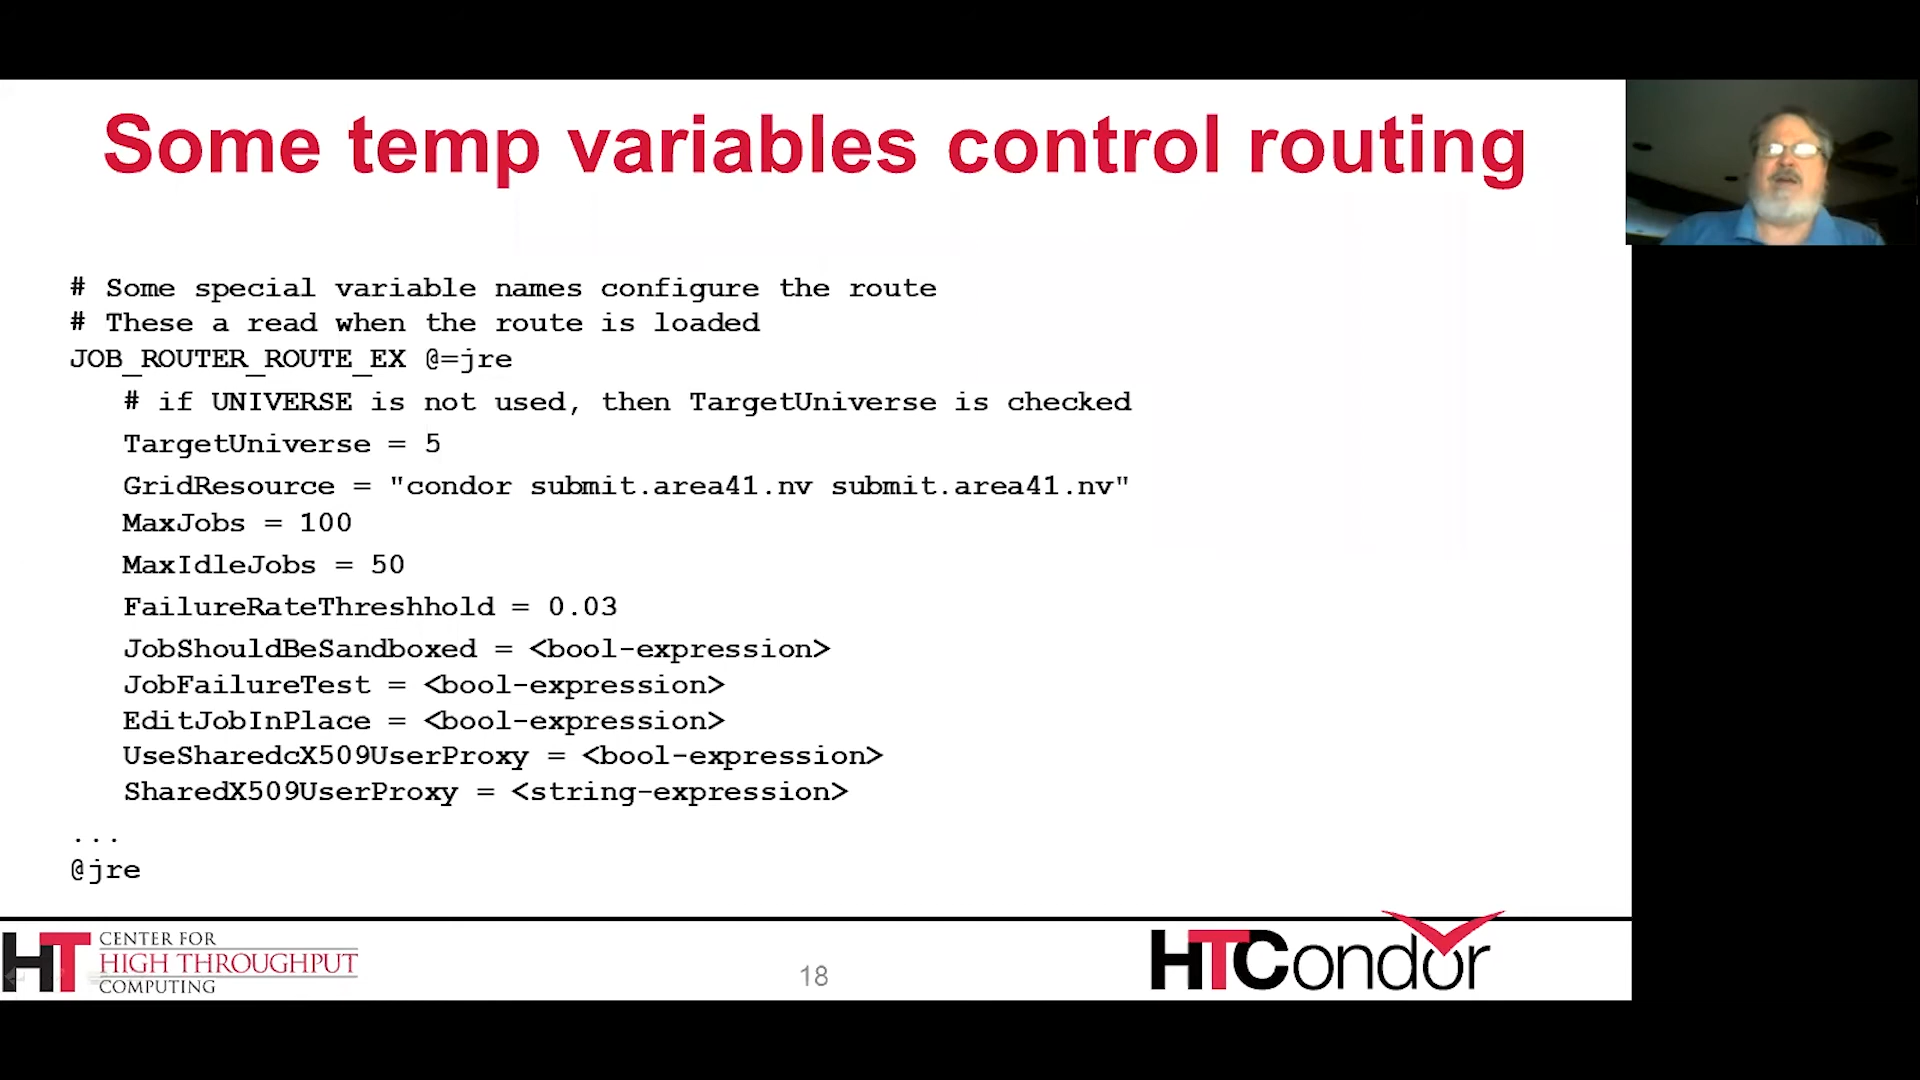 Some temp variables control routing
# Some special variable names configure the route
# These a read when the route is loaded
JOB_ROUTER_ROUTE_EX @=jre
# if UNIVERSE is not used, then TargetUniverse is checked
TargetUniverse = 5
GridResource = "condor submit.area41.nv submit.area41.nv"
MaxJobs = 100
MaxIdleJobs = 50
FailureRateThreshhold = 0.03
JobShouldBeSandboxed = <bool-expression>
JobFailureTest = <bool-expression>
EditJobInPlace = <bool-expression>
UseSharedcX509UserProxy = <bool-expression>
SharedX509UserProxy = <string-expression>
...
@jre
HT CENTER FOR
HIGH THROUGHPUT
COMPUTING
18
HTCondor